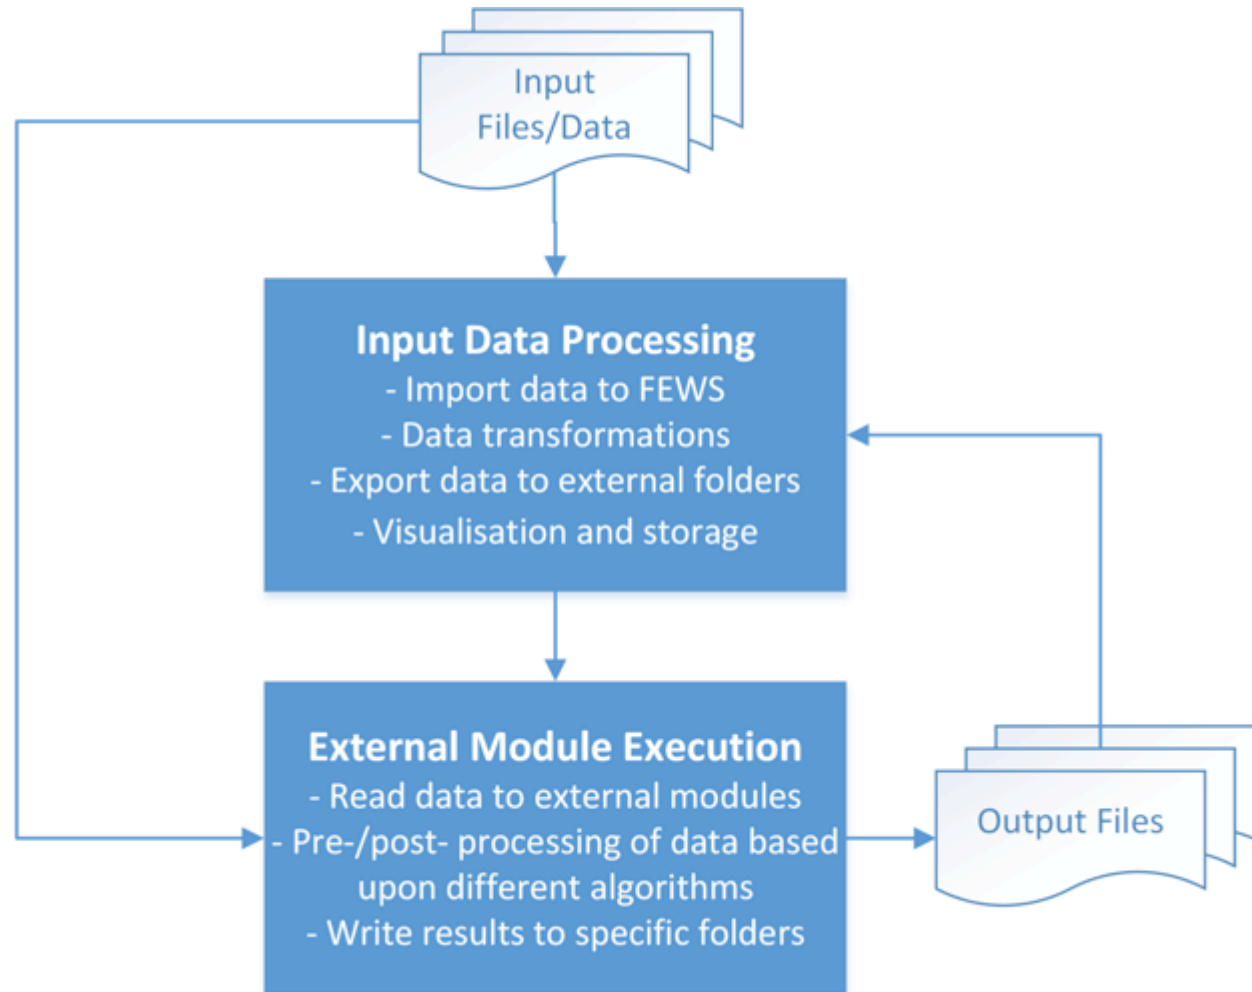 Input
Files/Data
Input Data Processing
- Import data to FEWS
- Data transformations
- Export data to external folders
- Visualisation and storage
External Module Execution
- Read data to external modules
- Pre-/post- processing of data based
upon different algorithms
- Write results to specific folders
Output Files